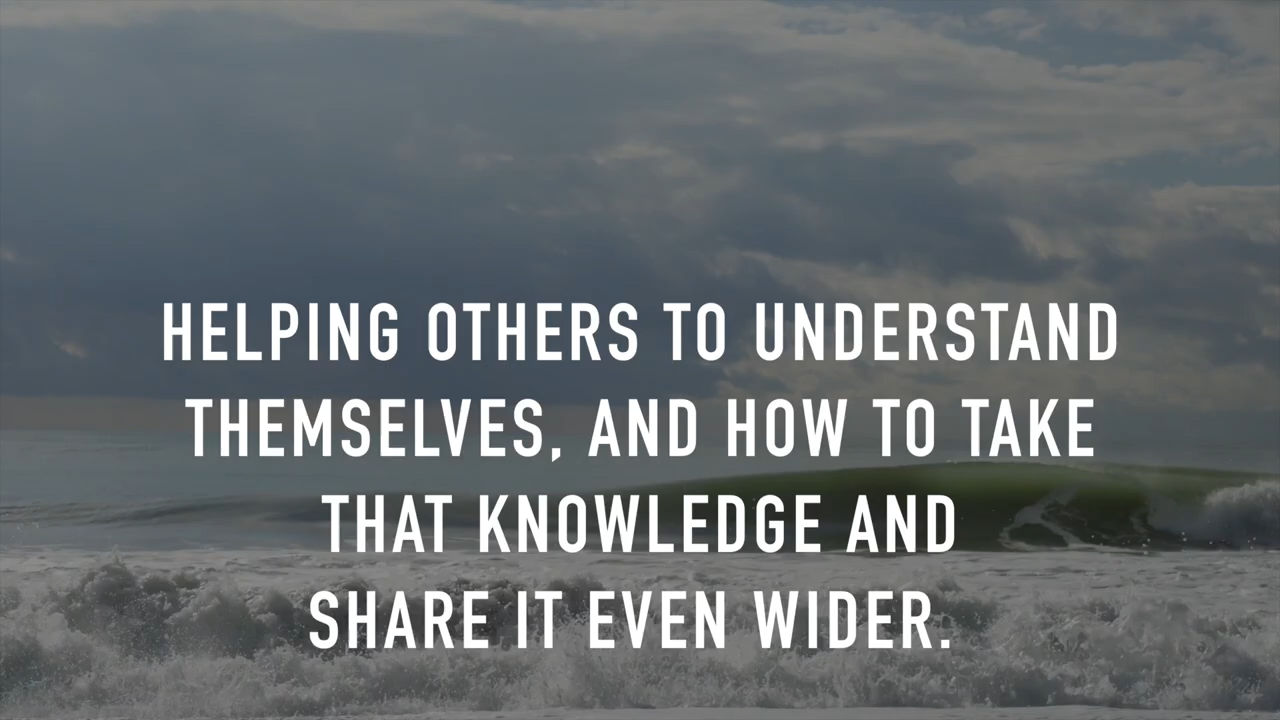 HELPING OTHERS TO UNDERSTAND
THEMSELVES, AND HOW TO TAKE
THAT KNOWLEDGE AND
SHARE IT EVEN WIDER.